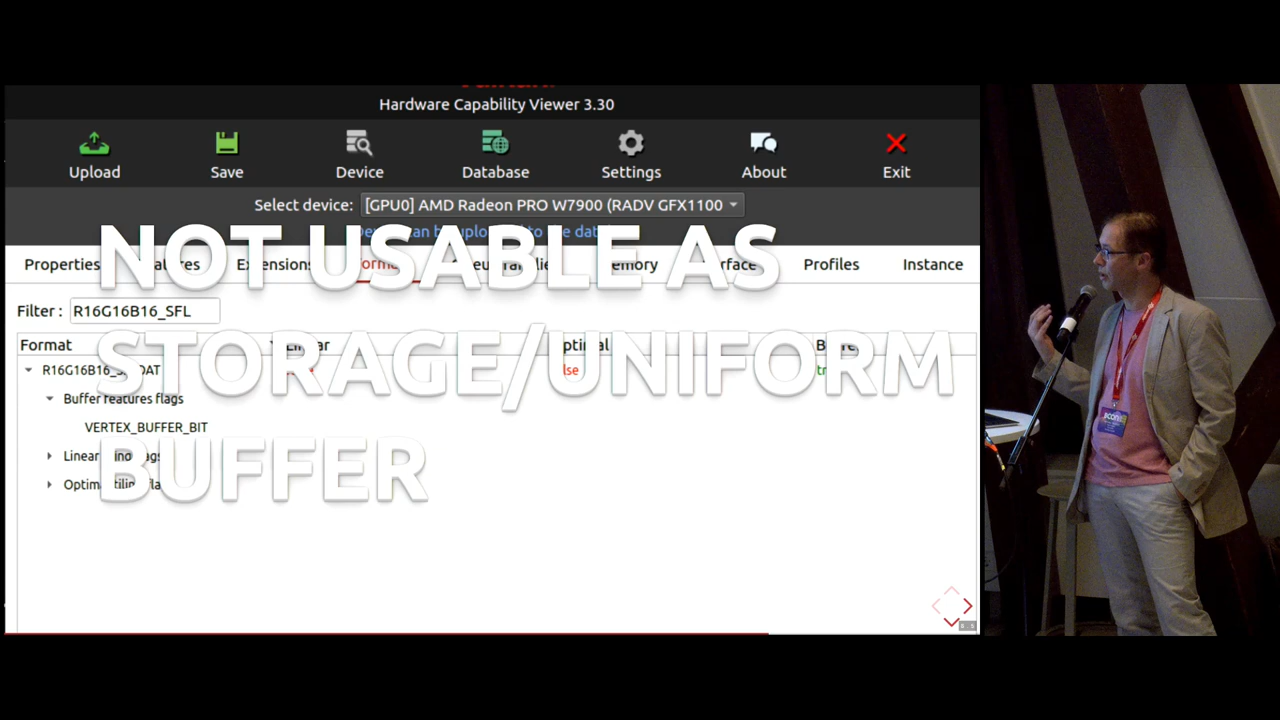 Hardware Capability Viewer 3.30
Upload Save Device Database Settings About Exit
Select device: [GPU0] AMD Radeon PRO W7900 (RADV GFX1100
NOT USABLE AS
Properties Extensions Profiles Instance
Filter : R16G16B16_SFL
Format
STORAGE/UNIFORM
Buffer features flags
VERTEX_BUFFER_BIT
BUFFER